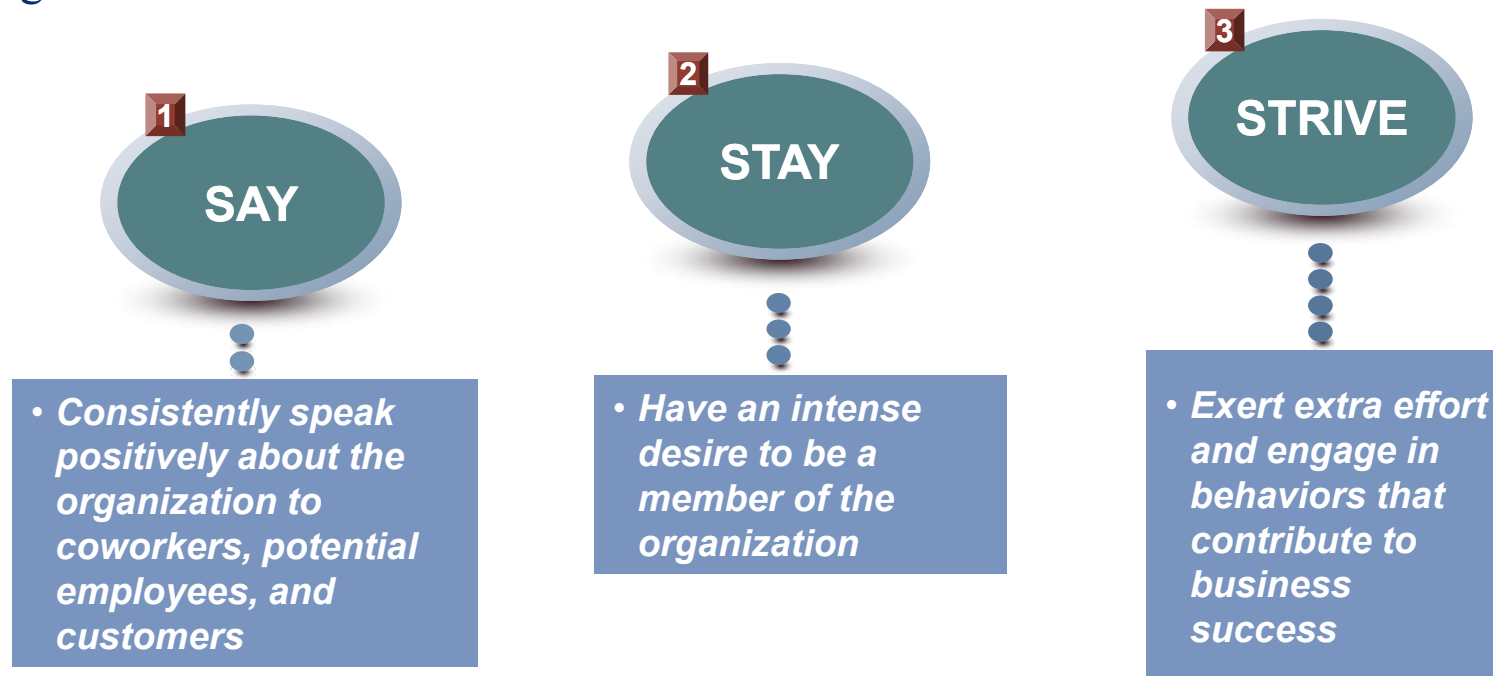 1
SAY
• Consistently speak
positively about the
organization to
coworkers, potential
employees, and
customers
2
STAY
• Have an intense
desire to be a
member of the
organization
3
STRIVE
• Exert extra effort
and engage in
behaviors that
contribute to
business
success